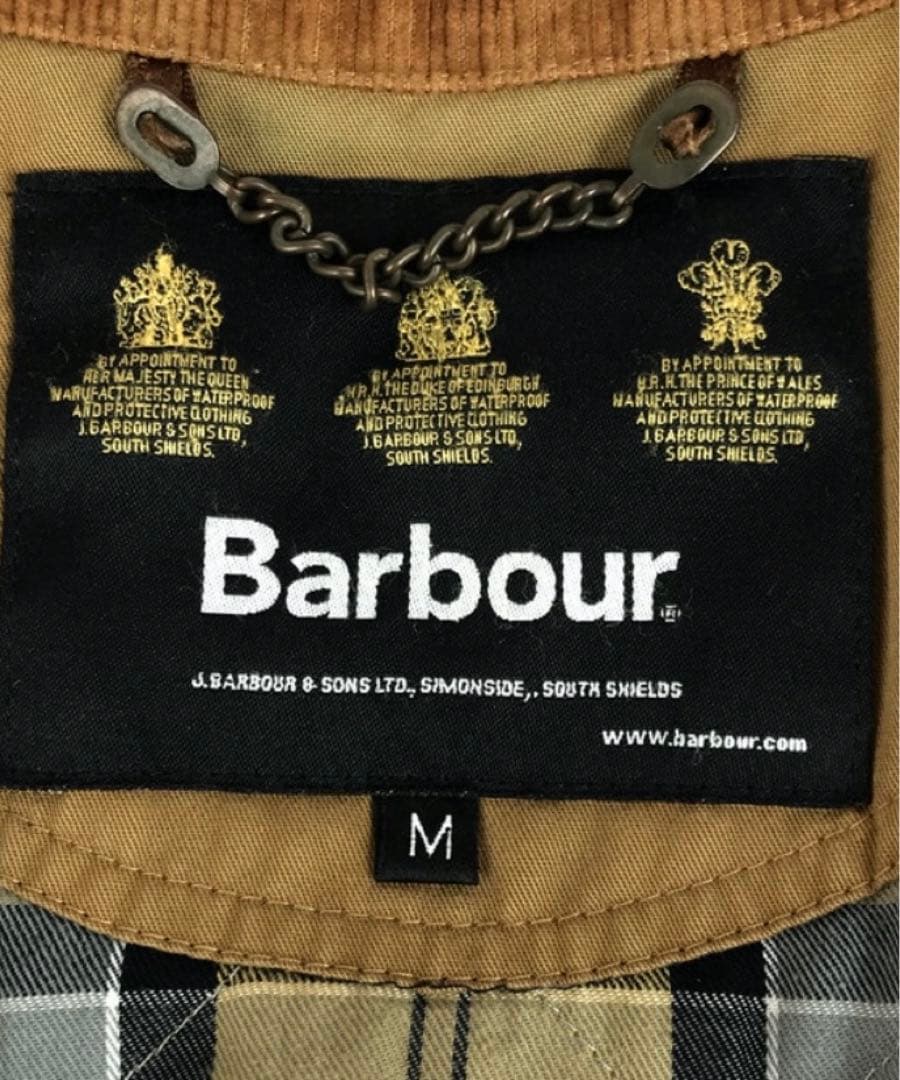 BY APPOINTMENT TO
HER MAJESTY THE QUEEN
MANUFACTURERS OF WATERPROOF
AND PROTECTIVE CLOTHING
J.BARBOUR & SONS LTD,
SOUTH SHIELDS.
BY APPOINTMENT TO
H.R.H. THE DUKE OF EDINBURGH
MANUFACTURERS OF WATERPROOF
AND PROTECTIVE CLOTHING
J.BARBOUR & SONS LTD,
SOUTH SHIELDS.
BY APPOINTMENT TO
H.R.H. THE PRINCE OF WALES
MANUFACTURERS OF WATERPROOF
AND PROTECTIVE CLOTHING
J.BARBOUR & SONS LTD,
SOUTH SHIELDS.
Barbour
J.BARBOUR & SONS LTD., SIMONSIDE,. SOUTH SHIELDS
www.barbour.com
M